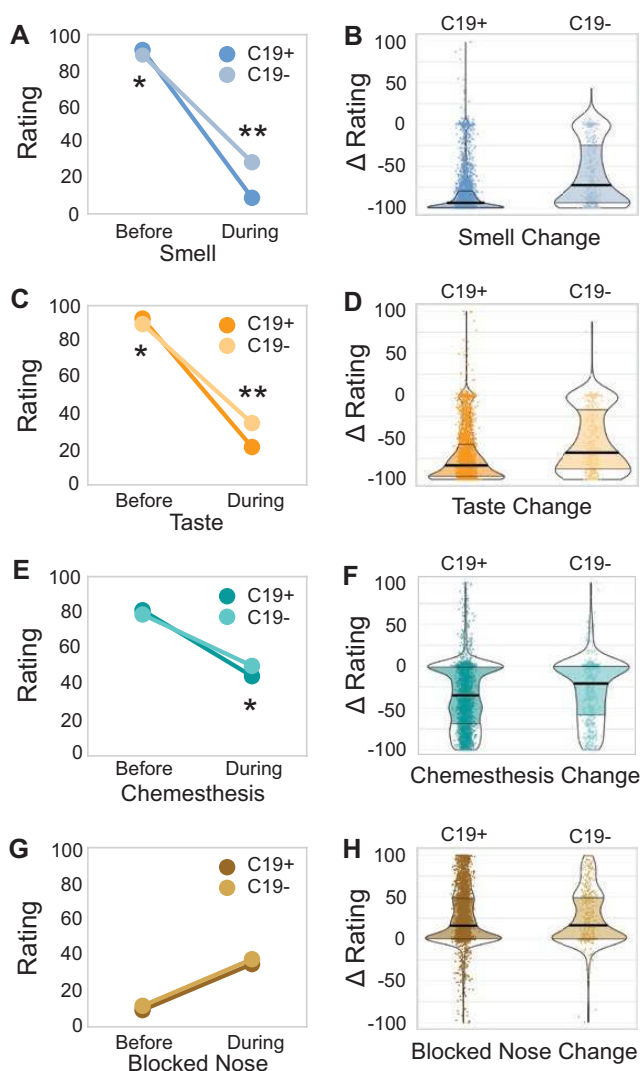 A
100
80
60
40
20
0
Rating
C19+
C19-
*
**
Before
During
Smell
B
C19+
C19-
100
50
0
-50
-100
Δ Rating
Smell Change
C
100
80
60
40
20
0
Rating
C19+
C19-
*
**
Before
During
Taste
D
C19+
C19-
100
50
0
-50
-100
Δ Rating
Taste Change
E
100
80
60
40
20
0
Rating
C19+
C19-
*
Before
During
Chemesthesis
F
C19+
C19-
100
50
0
-50
-100
Δ Rating
Chemesthesis Change
G
100
80
60
40
20
0
Rating
C19+
C19-
Before
During
Blocked Nose
H
C19+
C19-
100
50
0
-50
-100
Δ Rating
Blocked Nose Change